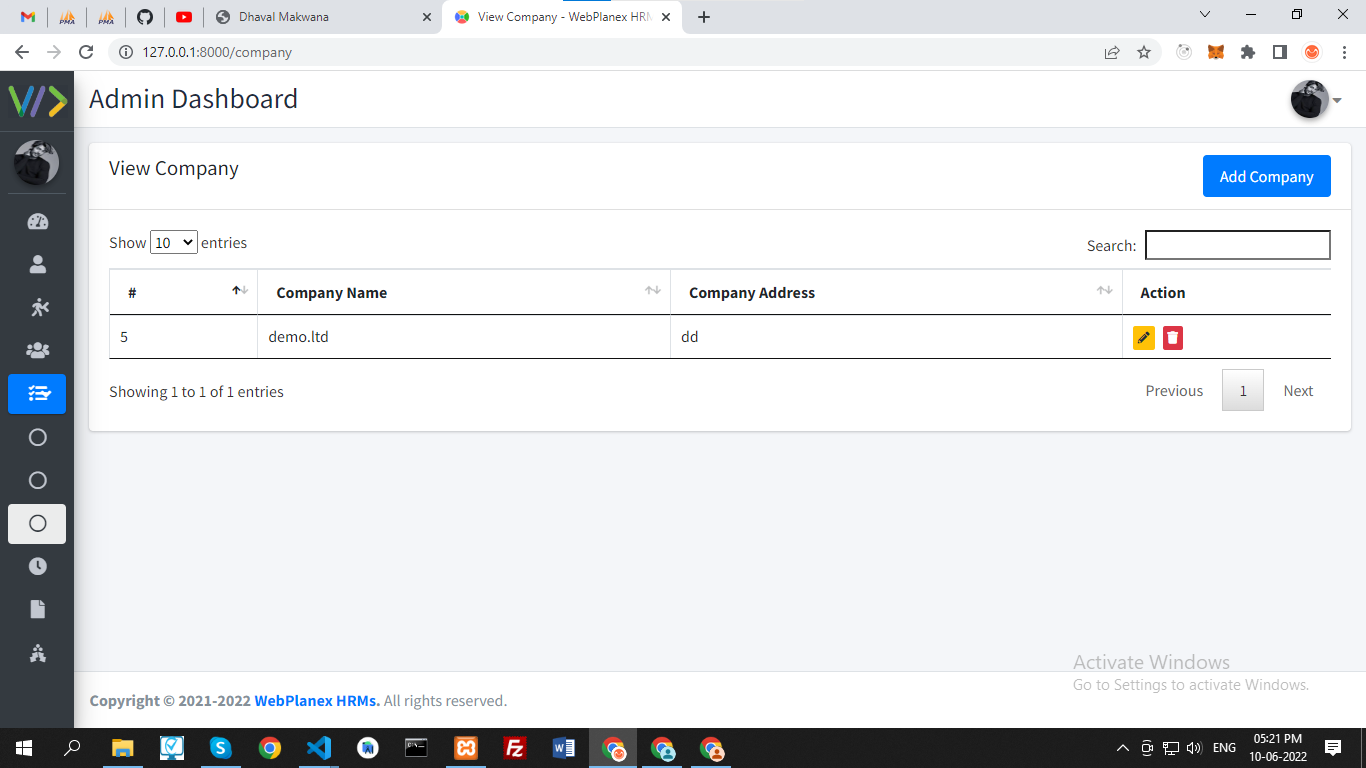 PMA
PMA
Dhaval Makwana
View Company - WebPlanex HRM
127.0.0.1:8000/company
Admin Dashboard
View Company
Add Company
Show 10 entries
Search:
# Company Name Company Address Action
5 demo.ltd dd
Showing 1 to 1 of 1 entries
Previous 1 Next
Activate Windows
Go to Settings to activate Windows.
Copyright © 2021-2022 WebPlanex HRMs. All rights reserved.
ENG
05:21 PM
10-06-2022